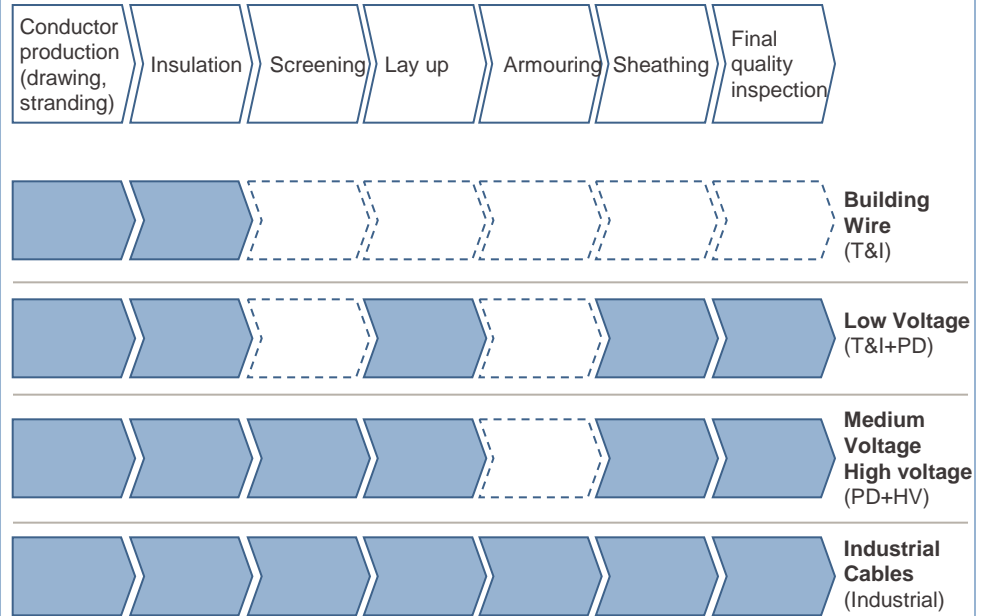 Conductor
production
(drawing,
stranding)
Insulation
Screening
Lay up
Armouring
Sheathing
Final
quality
inspection
Building
Wire
(T&I)
Low Voltage
(T&I+PD)
Medium
Voltage
High voltage
(PD+HV)
Industrial
Cables
(Industrial)